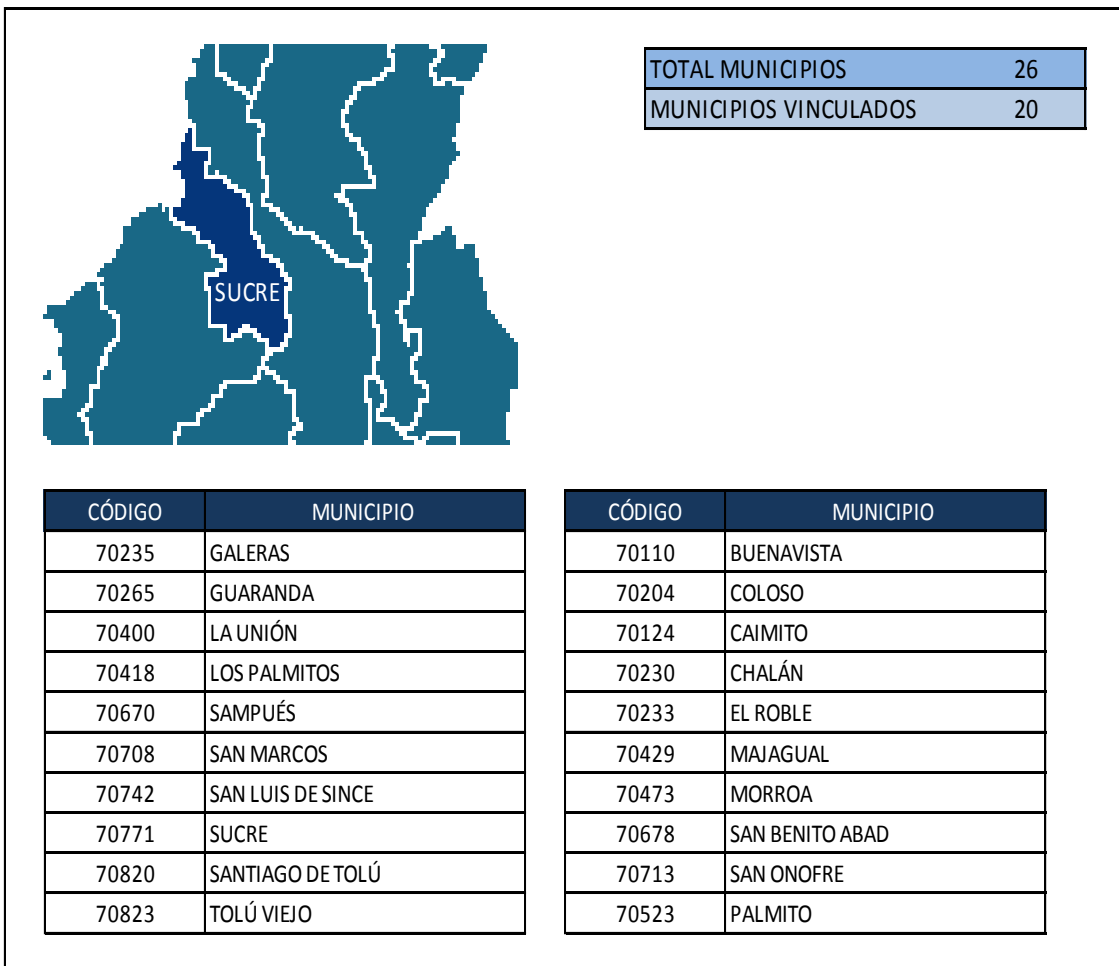 TOTAL MUNICIPIOS 26
MUNICIPIOS VINCULADOS 20
SUCRE
CÓDIGO MUNICIPIO
70235 GALERAS
70265 GUARANDA
70400 LA UNIÓN
70418 LOS PALMITOS
70670 SAMPUÉS
70708 SAN MARCOS
70742 SAN LUIS DE SINCE
70771 SUCRE
70820 SANTIAGO DE TOLÚ
70823 TOLÚ VIEJO
CÓDIGO MUNICIPIO
70110 BUENAVISTA
70204 COLOSO
70124 CAIMITO
70230 CHALÁN
70233 EL ROBLE
70429 MAJAGUAL
70473 MORROA
70678 SAN BENITO ABAD
70713 SAN ONOFRE
70523 PALMITO